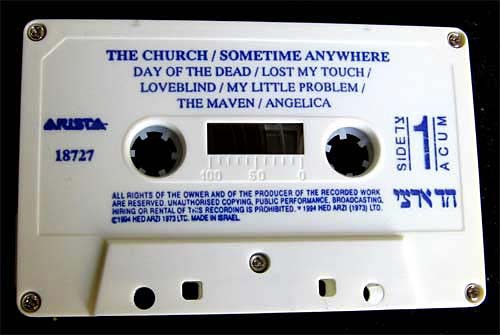 THE CHURCH / SOMETIME ANYWHERE
DAY OF THE DEAD / LOST MY TOUCH /
LOVEBLIND / MY LITTLE PROBLEM /
THE MAVEN / ANGELICA
ARISTA
18727
100 50 0
SIDE צד
1
ACUM
הד ארצי
ALL RIGHTS OF THE OWNER AND OF THE PRODUCER OF THE RECORDED WORK
ARE RESERVED. UNAUTHORISED COPYING, PUBLIC PERFORMANCE, BROADCASTING,
HIRING OR RENTAL OF THIS RECORDING IS PROHIBITED. ℗ 1994 HED ARZI (1973) LTD.
©1994 HED ARZI 1973 LTD. MADE IN ISRAEL